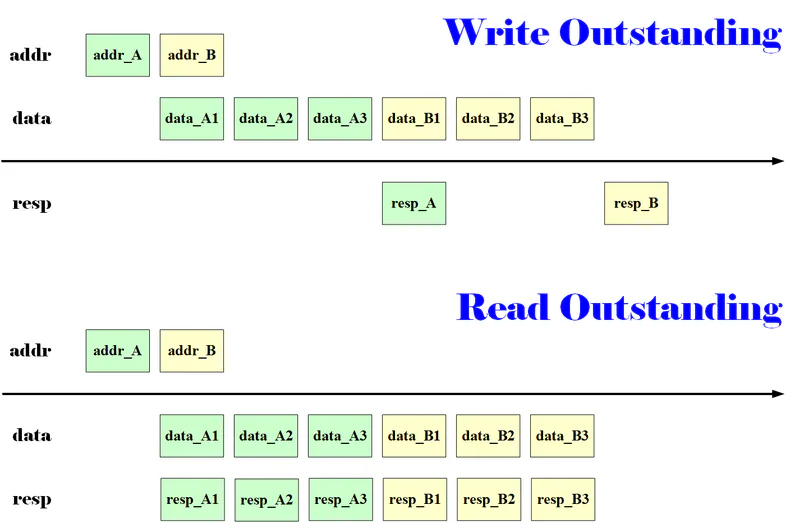 Write Outstanding
addr addr_A addr_B
data data_A1 data_A2 data_A3 data_B1 data_B2 data_B3
resp resp_A resp_B
Read Outstanding
addr addr_A addr_B
data data_A1 data_A2 data_A3 data_B1 data_B2 data_B3
resp resp_A1 resp_A2 resp_A3 resp_B1 resp_B2 resp_B3